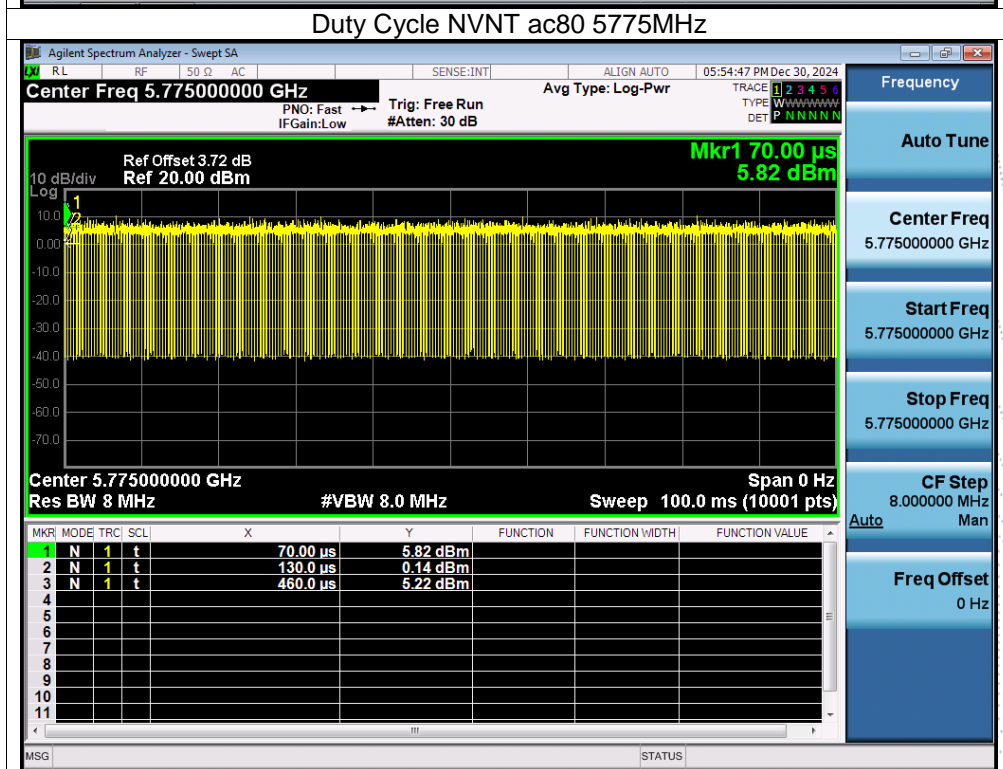 Duty Cycle NVNT ac80 5775MHz
Agilent Spectrum Analyzer - Swept SA
LXI RL RF 50 Ω AC SENSE:INT ALIGN AUTO 05:54:47 PM Dec 30, 2024
Center Freq 5.775000000 GHz
PNO: Fast
IFGain:Low
Trig: Free Run
#Atten: 30 dB
Avg Type: Log-Pwr
TRACE 1 2 3 4 5 6
TYPE WWWWWW
DET P N N N N N
Mkr1 70.00 µs
5.82 dBm
Ref Offset 3.72 dB
10 dB/div Ref 20.00 dBm
Log
10.0
0.00
-10.0
-20.0
-30.0
-40.0
-50.0
-60.0
-70.0
1
2
Center 5.775000000 GHz Span 0 Hz
Res BW 8 MHz #VBW 8.0 MHz Sweep 100.0 ms (10001 pts)
MKR MODE TRC SCL X Y FUNCTION FUNCTION WIDTH FUNCTION VALUE
1 N 1 t 70.00 µs 5.82 dBm
2 N 1 t 130.0 µs 0.14 dBm
3 N 1 t 460.0 µs 5.22 dBm
4
5
6
7
8
9
10
11
MSG STATUS
Frequency
Auto Tune
Center Freq
5.775000000 GHz
Start Freq
5.775000000 GHz
Stop Freq
5.775000000 GHz
CF Step
8.000000 MHz
Auto Man
Freq Offset
0 Hz